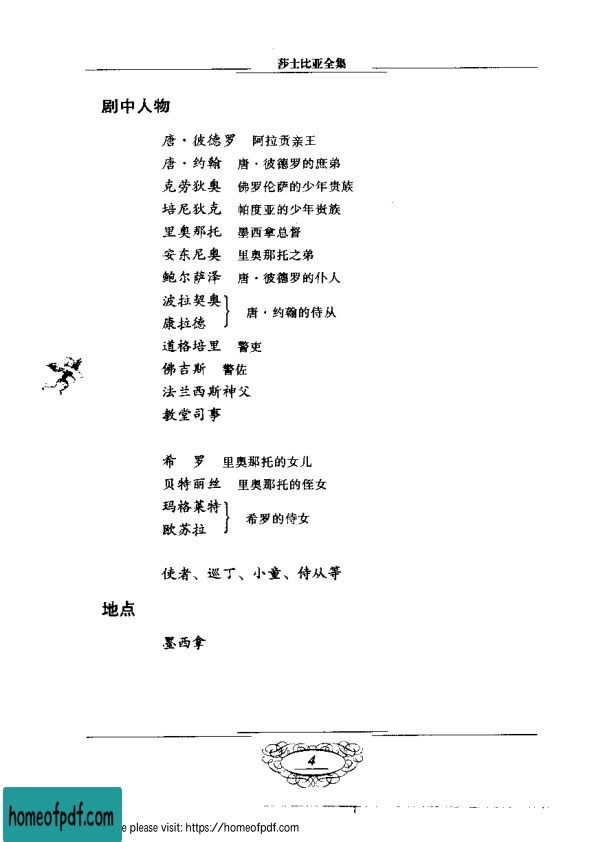 莎士比亚全集
剧中人物
唐·彼德罗 阿拉贡亲王
唐·约翰 唐·彼德罗的庶弟
克劳狄奥 佛罗伦萨的少年贵族
培尼狄克 帕度亚的少年贵族
里奥那托 墨西拿总督
安东尼奥 里奥那托之弟
鲍尔萨泽 唐·彼德罗的仆人
波拉契奥
康拉德
唐·约翰的侍从
道格培里 警吏
佛吉斯 警佐
法兰西斯神父
教堂司事
希 罗 里奥那托的女儿
贝特丽丝 里奥那托的侄女
玛格莱特
欧苏拉
希罗的侍女
使者、巡丁、小童、侍从等
地点
墨西拿
4
homeofpdf.com
e please visit: https://homeofpdf.com